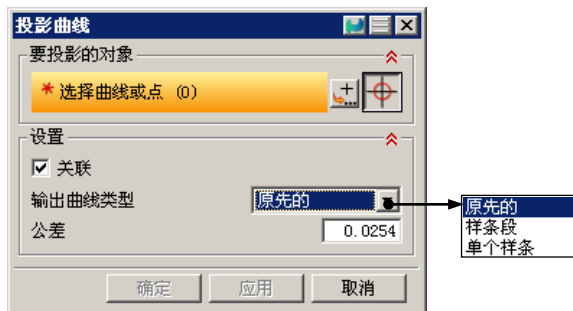 投影曲线
要投影的对象
* 选择曲线或点 (0)
设置
关联
输出曲线类型 原先的
公差 0.0254
确定 应用 取消
原先的
样条段
单个样条